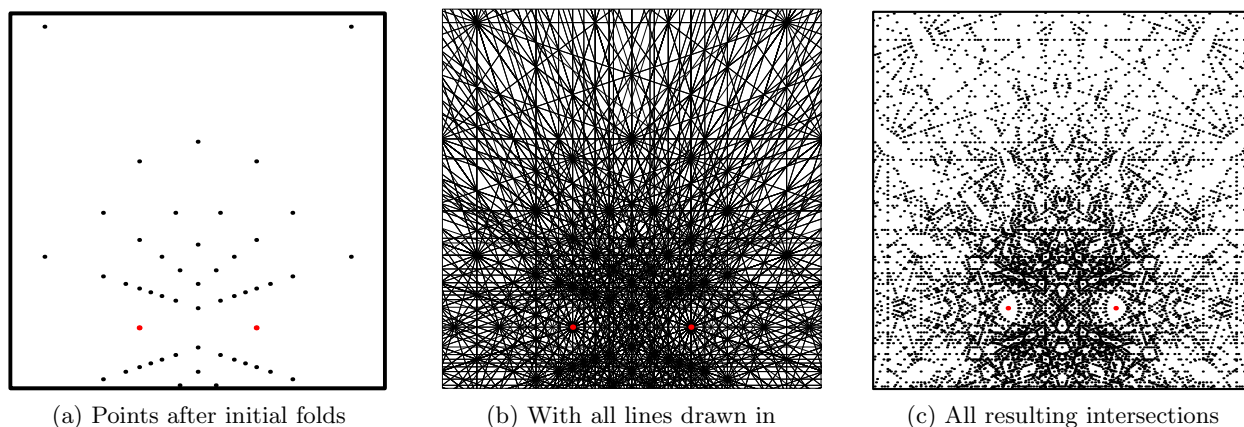 (a) Points after initial folds
(b) With all lines drawn in
(c) All resulting intersections